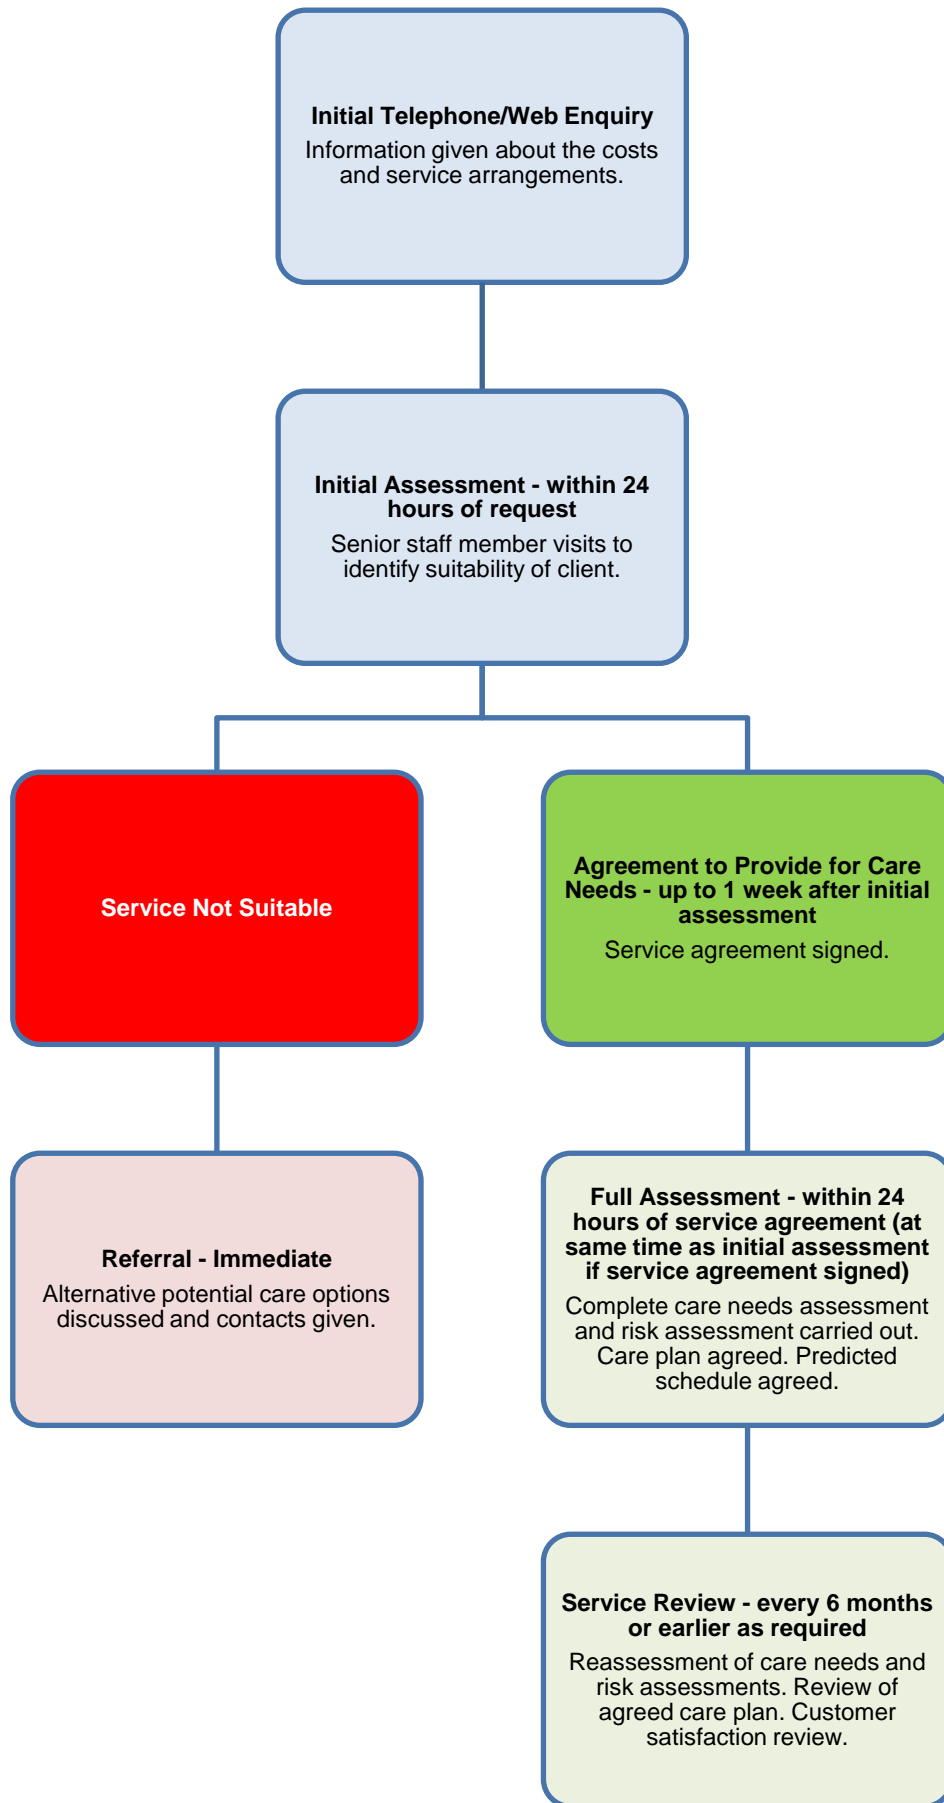 Initial Telephone/Web Enquiry
Information given about the costs
and service arrangements.
Initial Assessment - within 24
hours of request
Senior staff member visits to
identify suitability of client.
Service Not Suitable
Agreement to Provide for Care
Needs - up to 1 week after initial
assessment
Service agreement signed.
Referral - Immediate
Alternative potential care options
discussed and contacts given.
Full Assessment - within 24
hours of service agreement (at
same time as initial assessment
if service agreement signed)
Complete care needs assessment
and risk assessment carried out.
Care plan agreed. Predicted
schedule agreed.
Service Review - every 6 months
or earlier as required
Reassessment of care needs and
risk assessments. Review of
agreed care plan. Customer
satisfaction review.